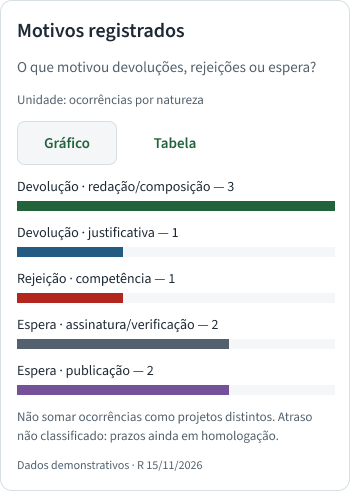 Motivos registrados
O que motivou devoluções, rejeições ou espera?
Unidade: ocorrências por natureza
Gráfico
Tabela
Devolução · redação/composição — 3
Devolução · justificativa — 1
Rejeição · competência — 1
Espera · assinatura/verificação — 2
Espera · publicação — 2
Não somar ocorrências como projetos distintos. Atraso
não classificado: prazos ainda em homologação.
Dados demonstrativos · R 15/11/2026